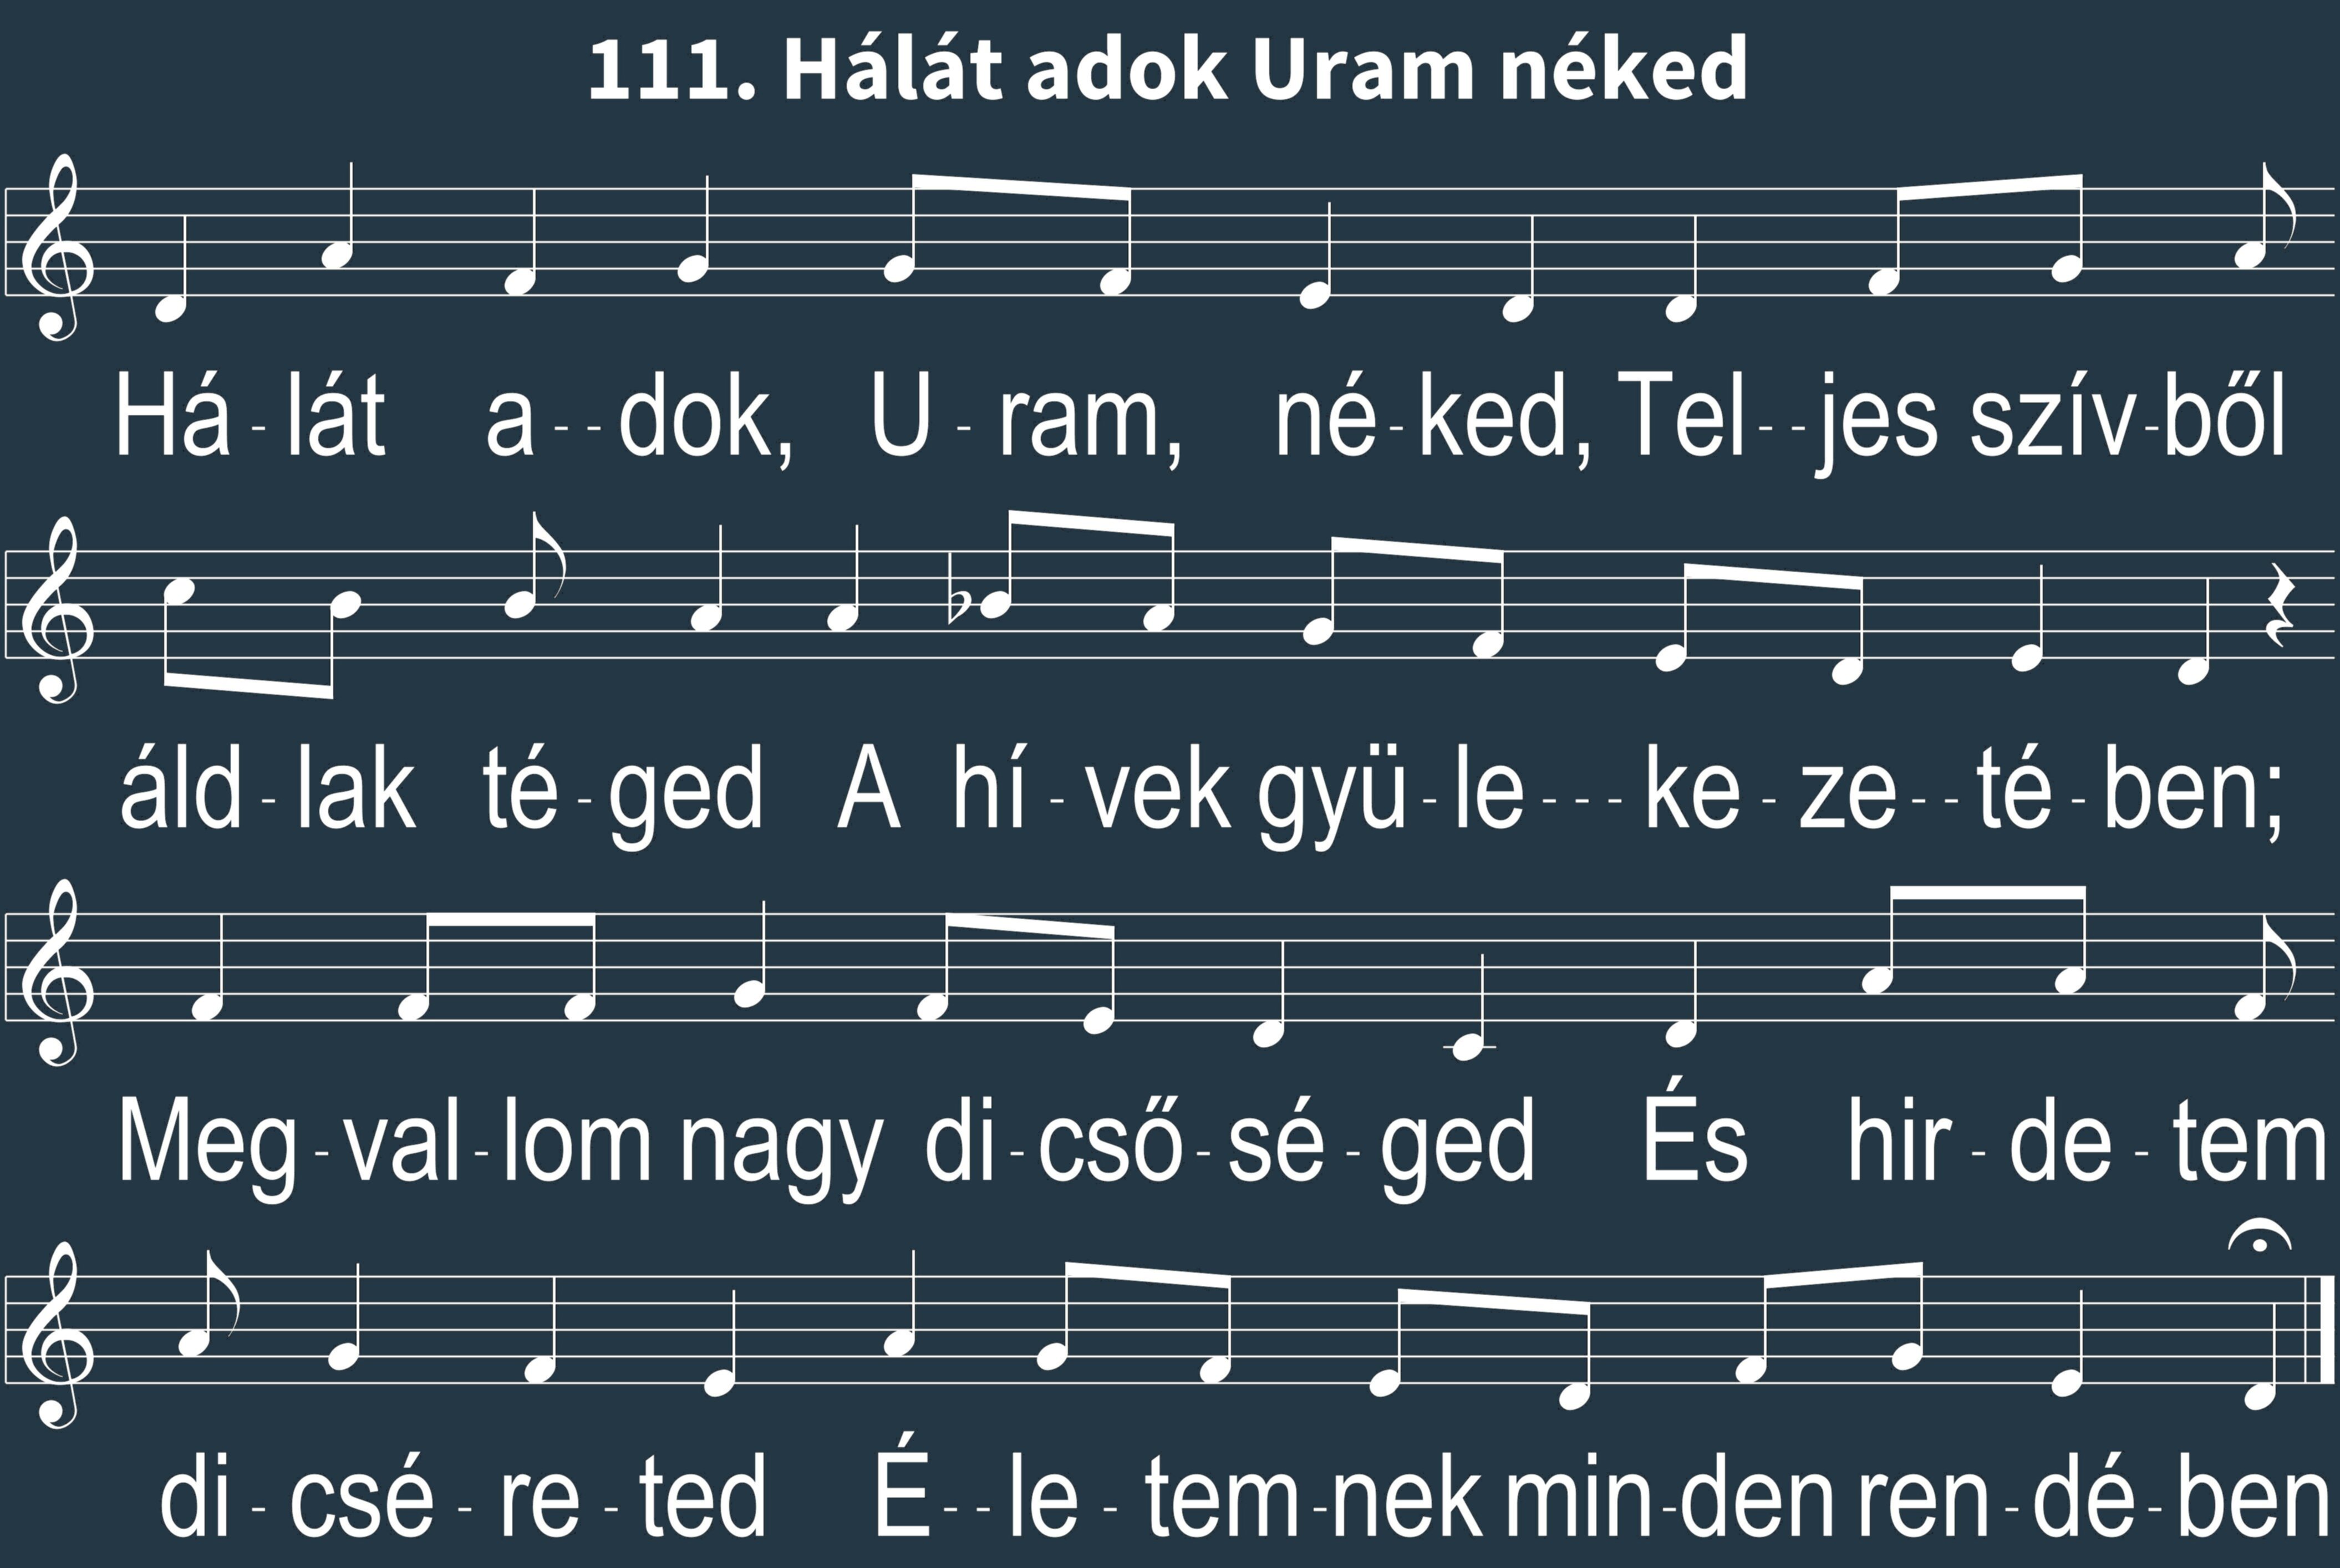 111. Hálát adok Uram néked
Há-lát a--dok, U-ram, né-ked, Tel--jes szív-ből
áld-lak té-ged A hí-vek gyü-le---ke-ze--té-ben;
Meg-val-lom nagy di-cső-sé-ged És hir-de-tem
di-csé-re-ted É--le-tem-nek min-den ren-dé-ben